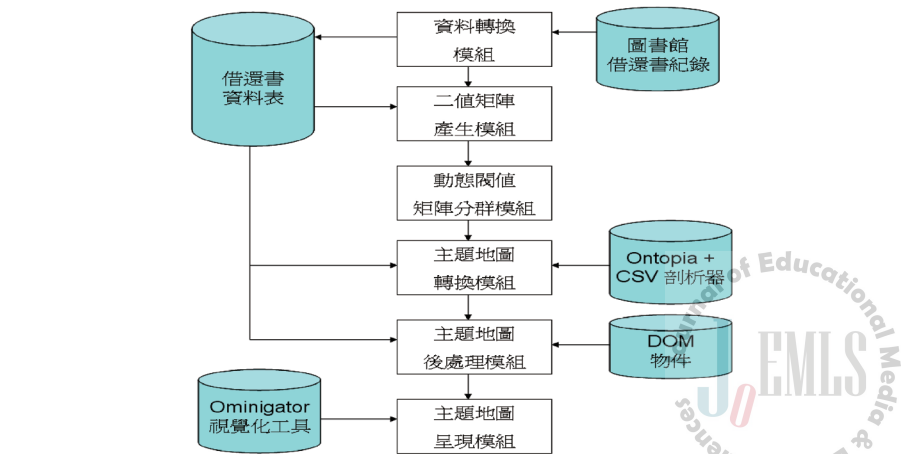 資料轉換
模組
圖書館
借還書紀錄
借還書
資料表
二值矩陣
產生模組
動態閥值
矩陣分群模組
主題地圖
轉換模組
Ontopia +
CSV 剖析器
主題地圖
後處理模組
DOM
物件
Ominigator
視覺化工具
主題地圖
呈現模組
of Educational Media &
JoEMLS